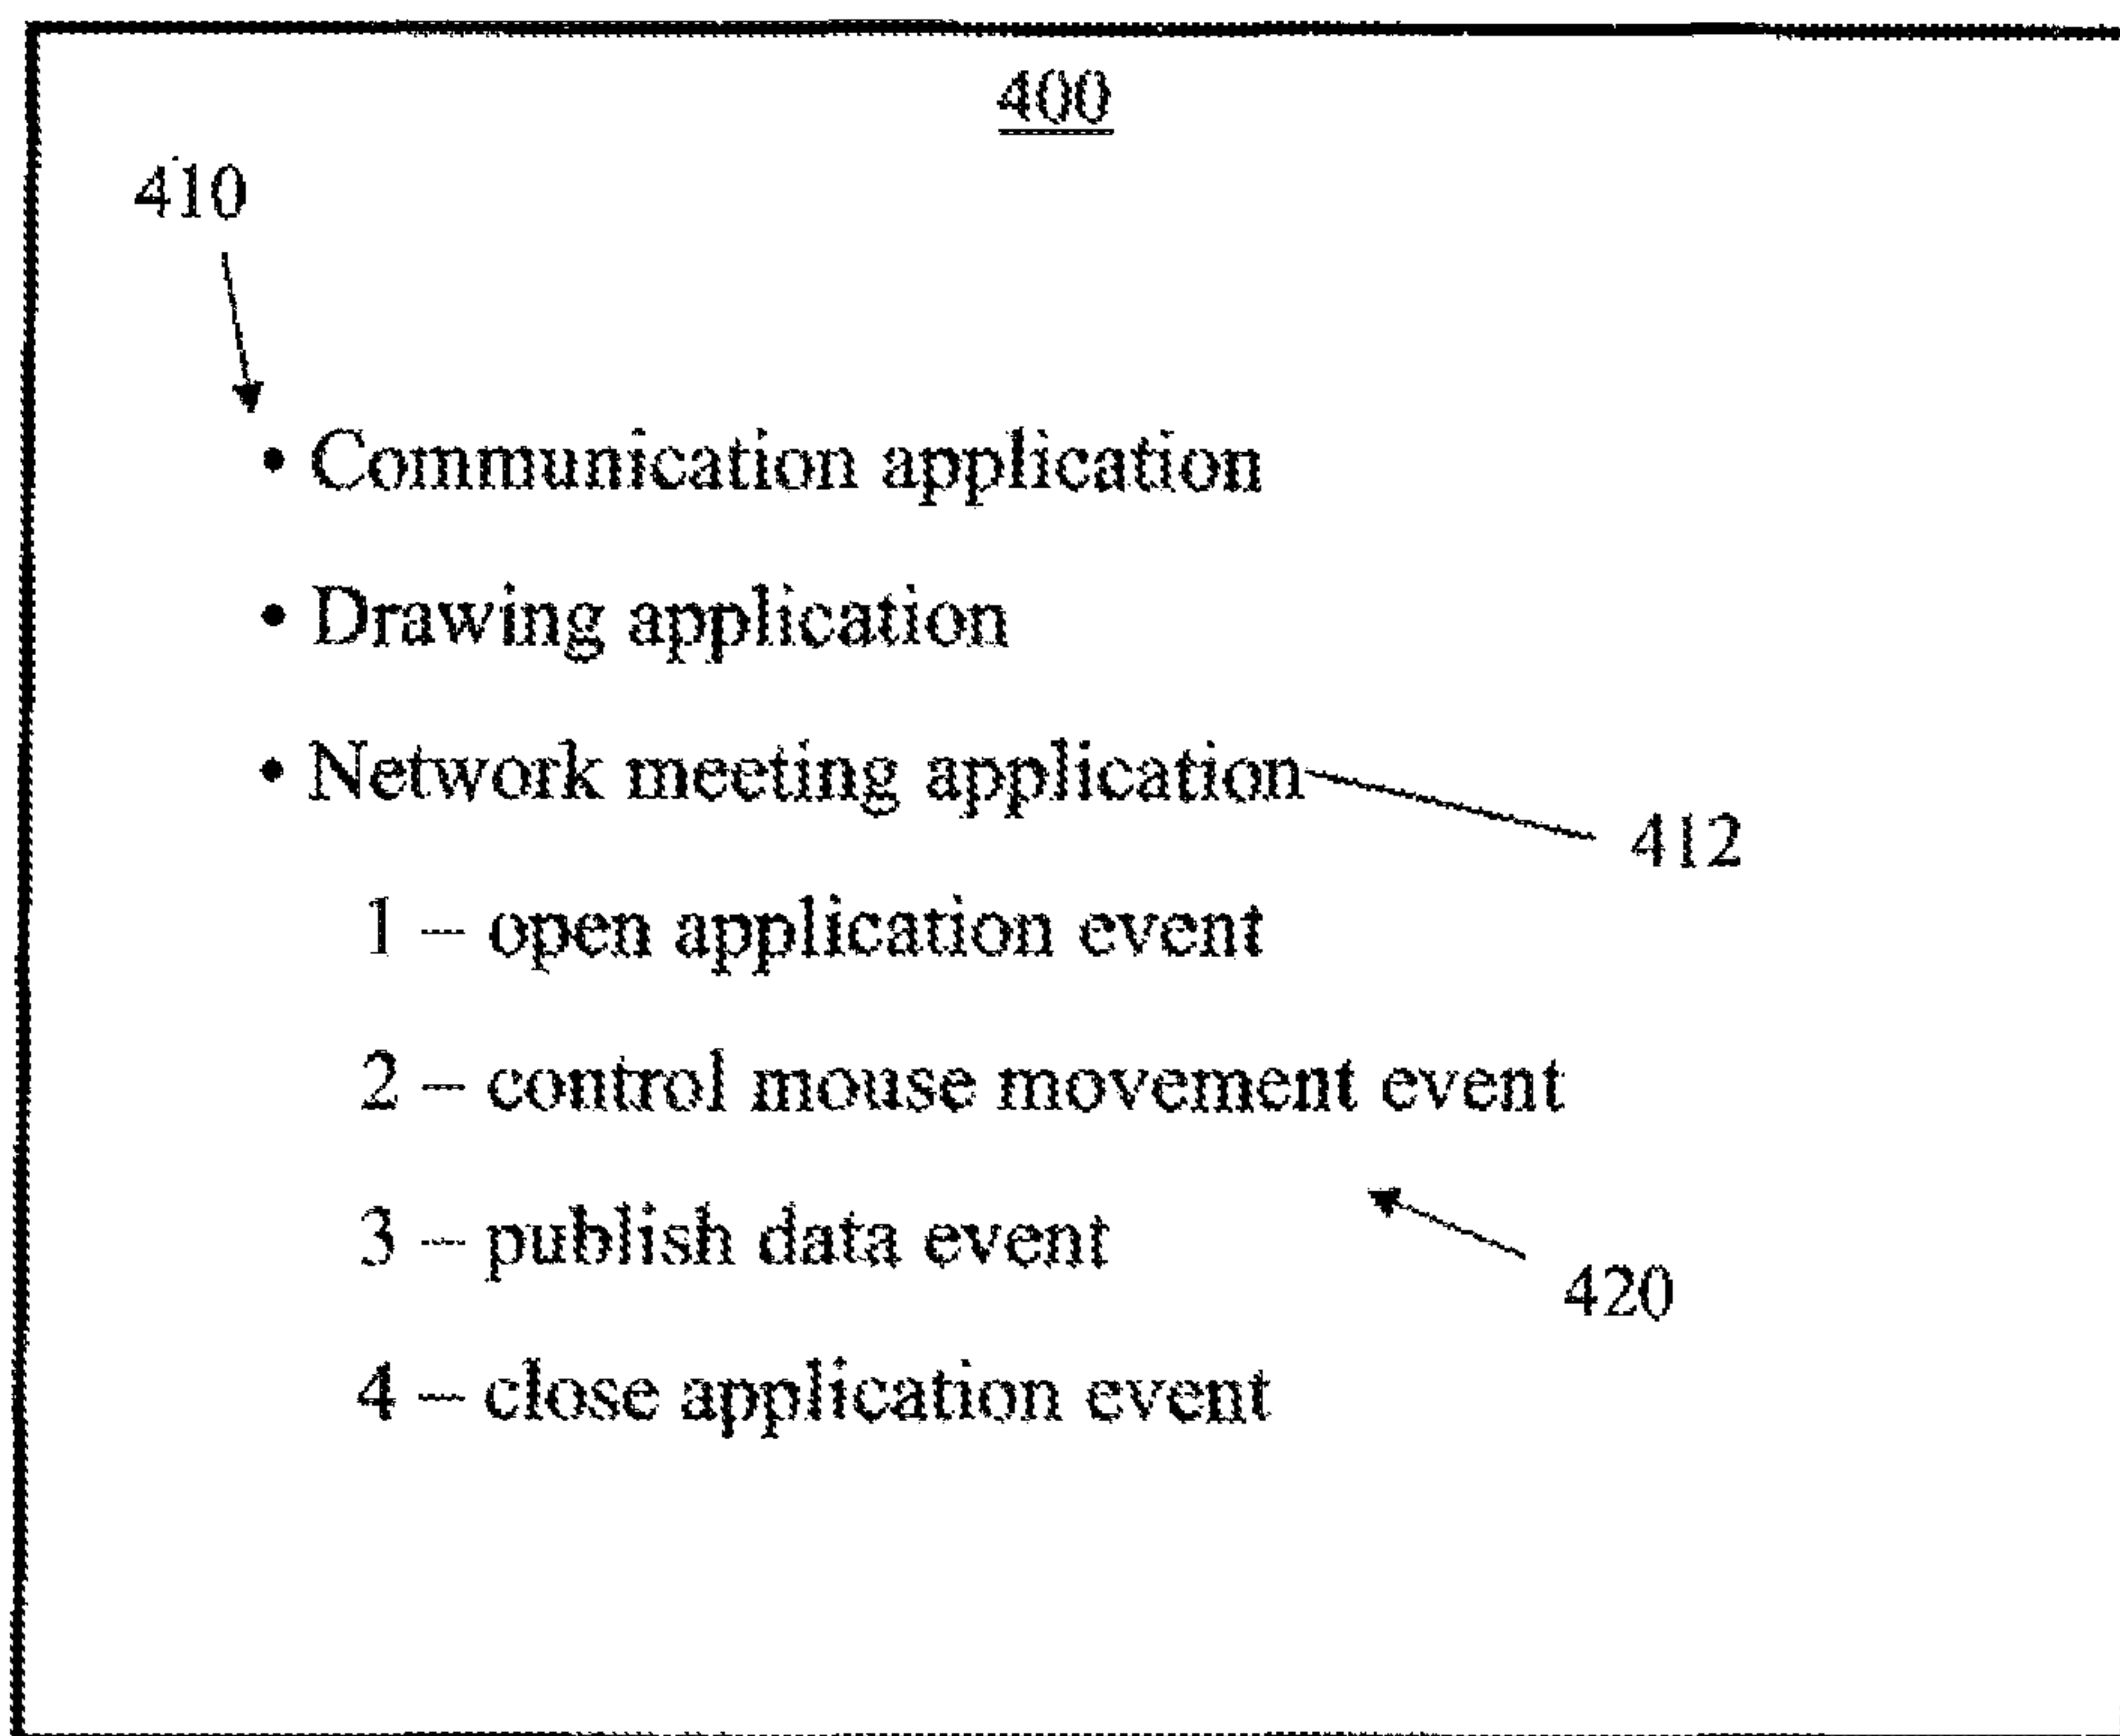 400
410
• Communication application
• Drawing application
• Network meeting application
412
1 – open application event
2 – control mouse movement event
3 – publish data event
420
4 – close application event